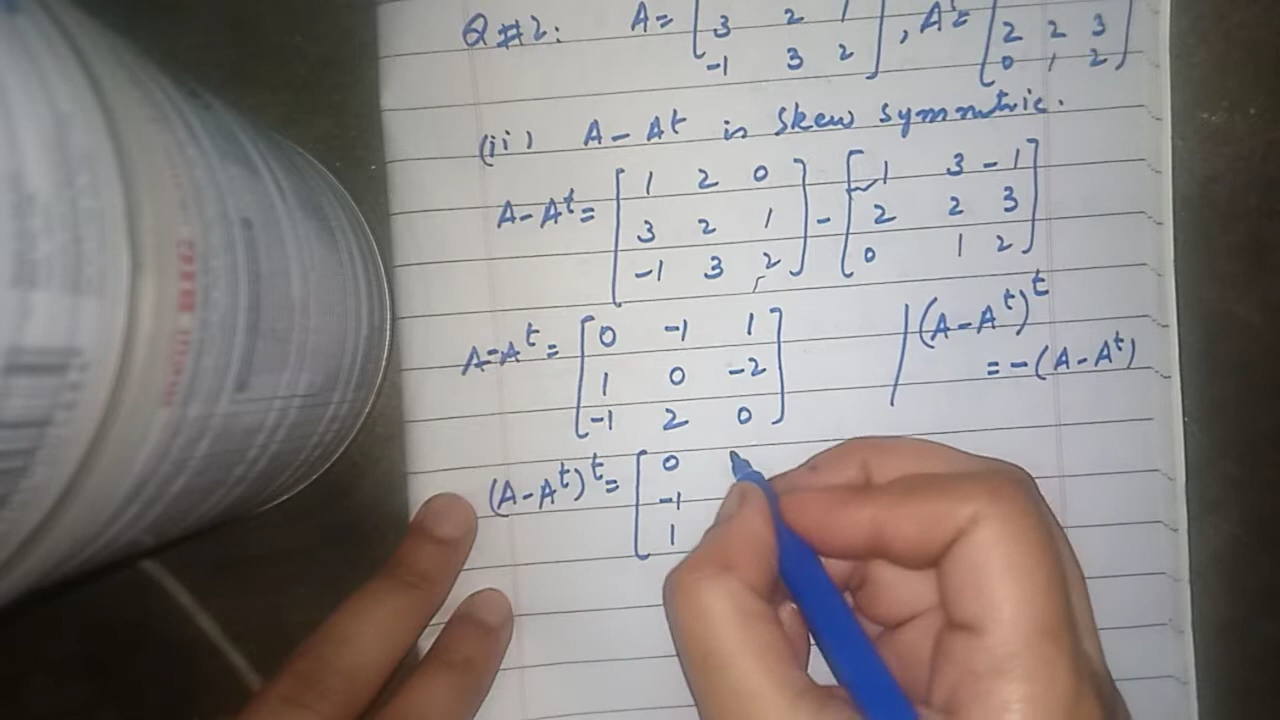 Q#2: A= [ 3 2 1 ] , A^t= [ 2 2 3 ]
-1 3 2 0 1 2
(ii) A-At is skew symmtric.
A-A^t= [ 1 2 0 ] - [ 1 3 -1 ]
3 2 1 2 2 3
-1 3 2 0 1 2
A-A^t= [ 0 -1 1 ] | (A-A^t)^t
1 0 -2 = -(A-A^t)
-1 2 0
(A-A^t)^t= [ 0
-1
1